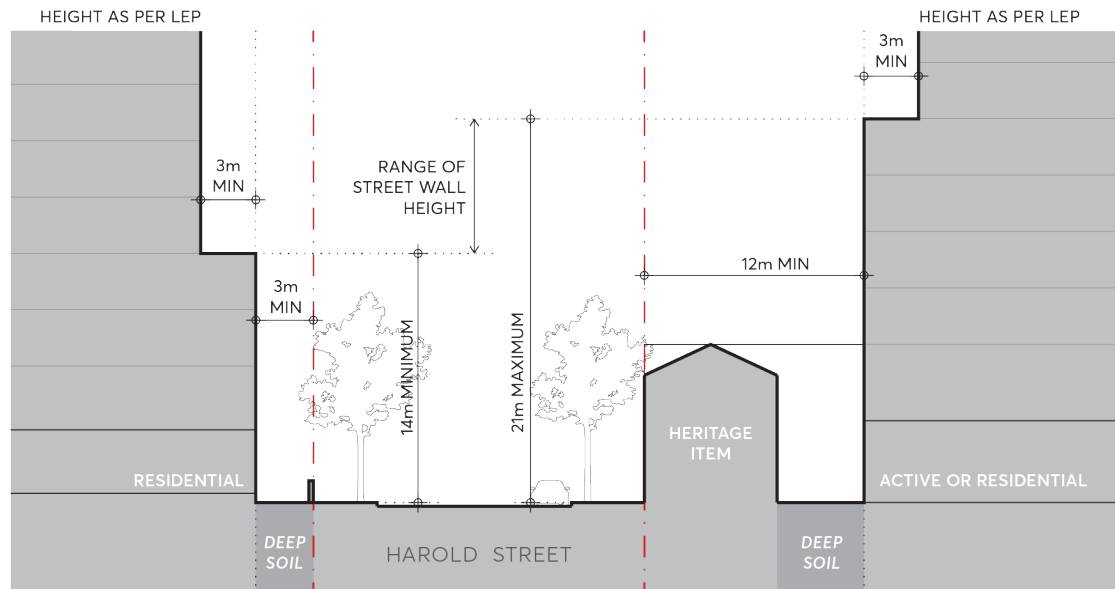 HEIGHT AS PER LEP
HEIGHT AS PER LEP
3m
MIN
RANGE OF
STREET WALL
HEIGHT
3m
MIN
12m MIN
3m
MIN
14m MINIMUM
21m MAXIMUM
HERITAGE
ITEM
RESIDENTIAL
ACTIVE OR RESIDENTIAL
DEEP
SOIL
HAROLD STREET
DEEP
SOIL